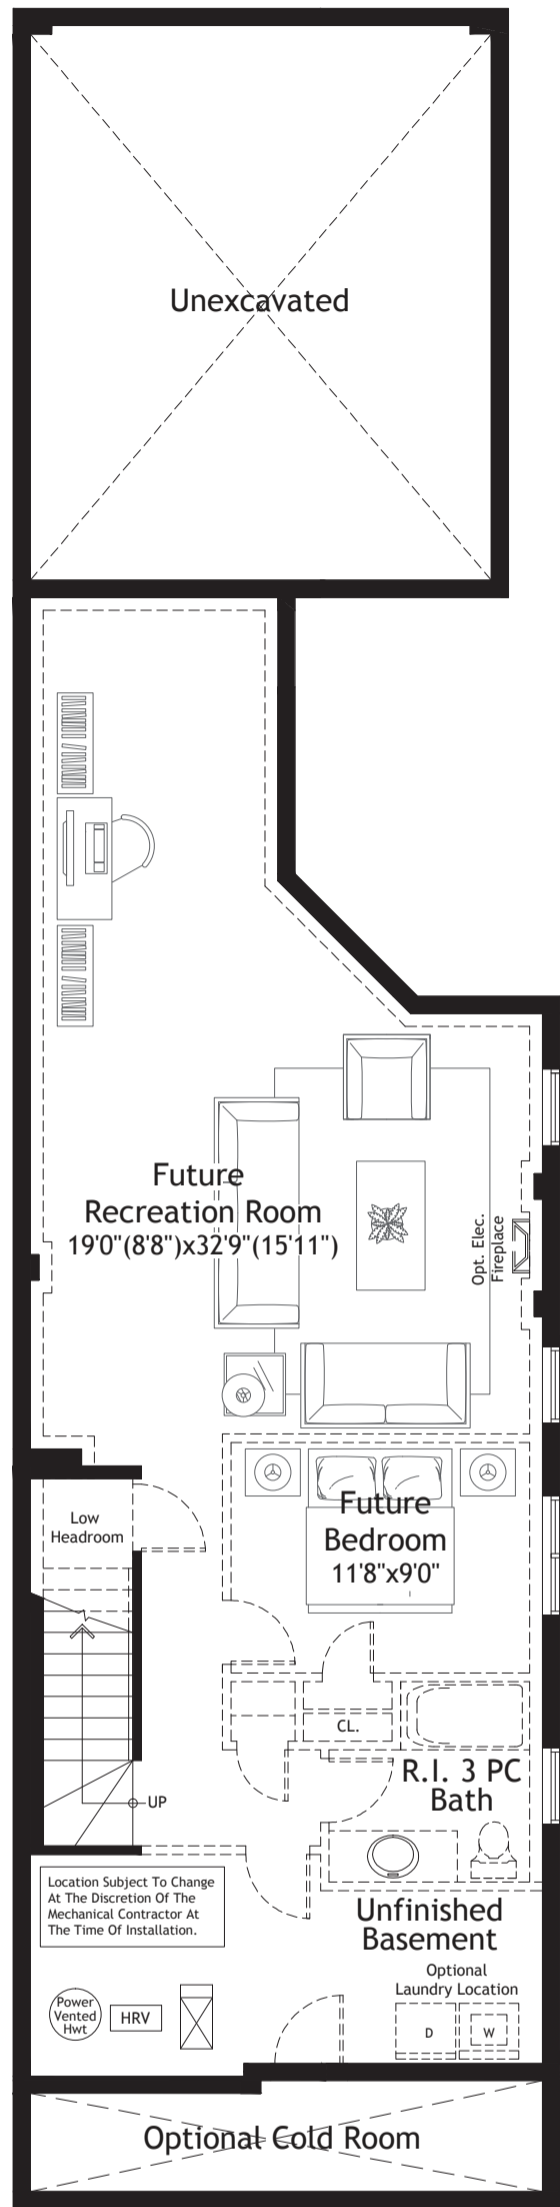 Unexcavated
Future
Recreation Room
19'0"(8'8")x32'9"(15'11")
Opt. Elec.
Fireplace
Low
Headroom
Future
Bedroom
11'8"x9'0"
CL.
R.I. 3 PC
Bath
UP
Location Subject To Change
At The Discretion Of The
Mechanical Contractor At
The Time Of Installation.
Unfinished
Basement
Optional
Laundry Location
Power
Vented
Hwt
HRV
D
W
Optional Cold Room